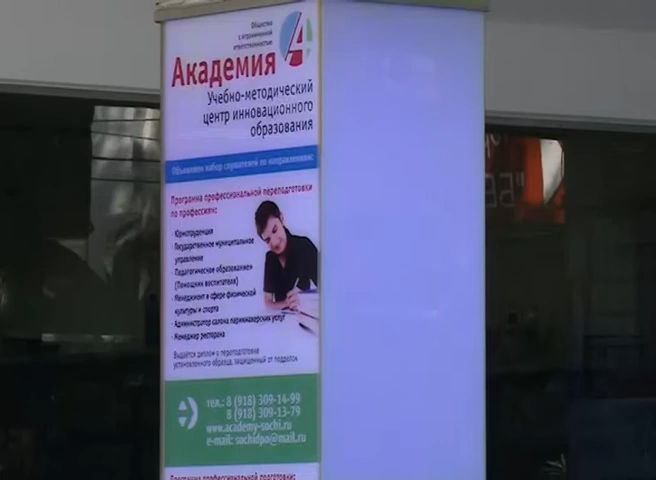 Общество
с ограниченной
ответственностью
Академия
Учебно-методический
центр инновационного
образования
Объявляем набор слушателей по направлениям:
Программа профессиональной переподготовки
по профессиям:
· Юриспруденция
· Государственное муниципальное
управление
· Педагогическое образование
(Помощник воспитателя)
· Менеджмент в сфере физической
культуры и спорта
· Администратор салона парикмахерских услуг
· Менеджер ресторана
Выдаётся диплом о переподготовке
установленного образца, защищенный от подделок
тел.: 8 (918) 309-14-99
8 (918) 309-13-79
www.academy-sochi.ru
e-mail: sochidpo@mail.ru
Программа профессиональной подготовки: